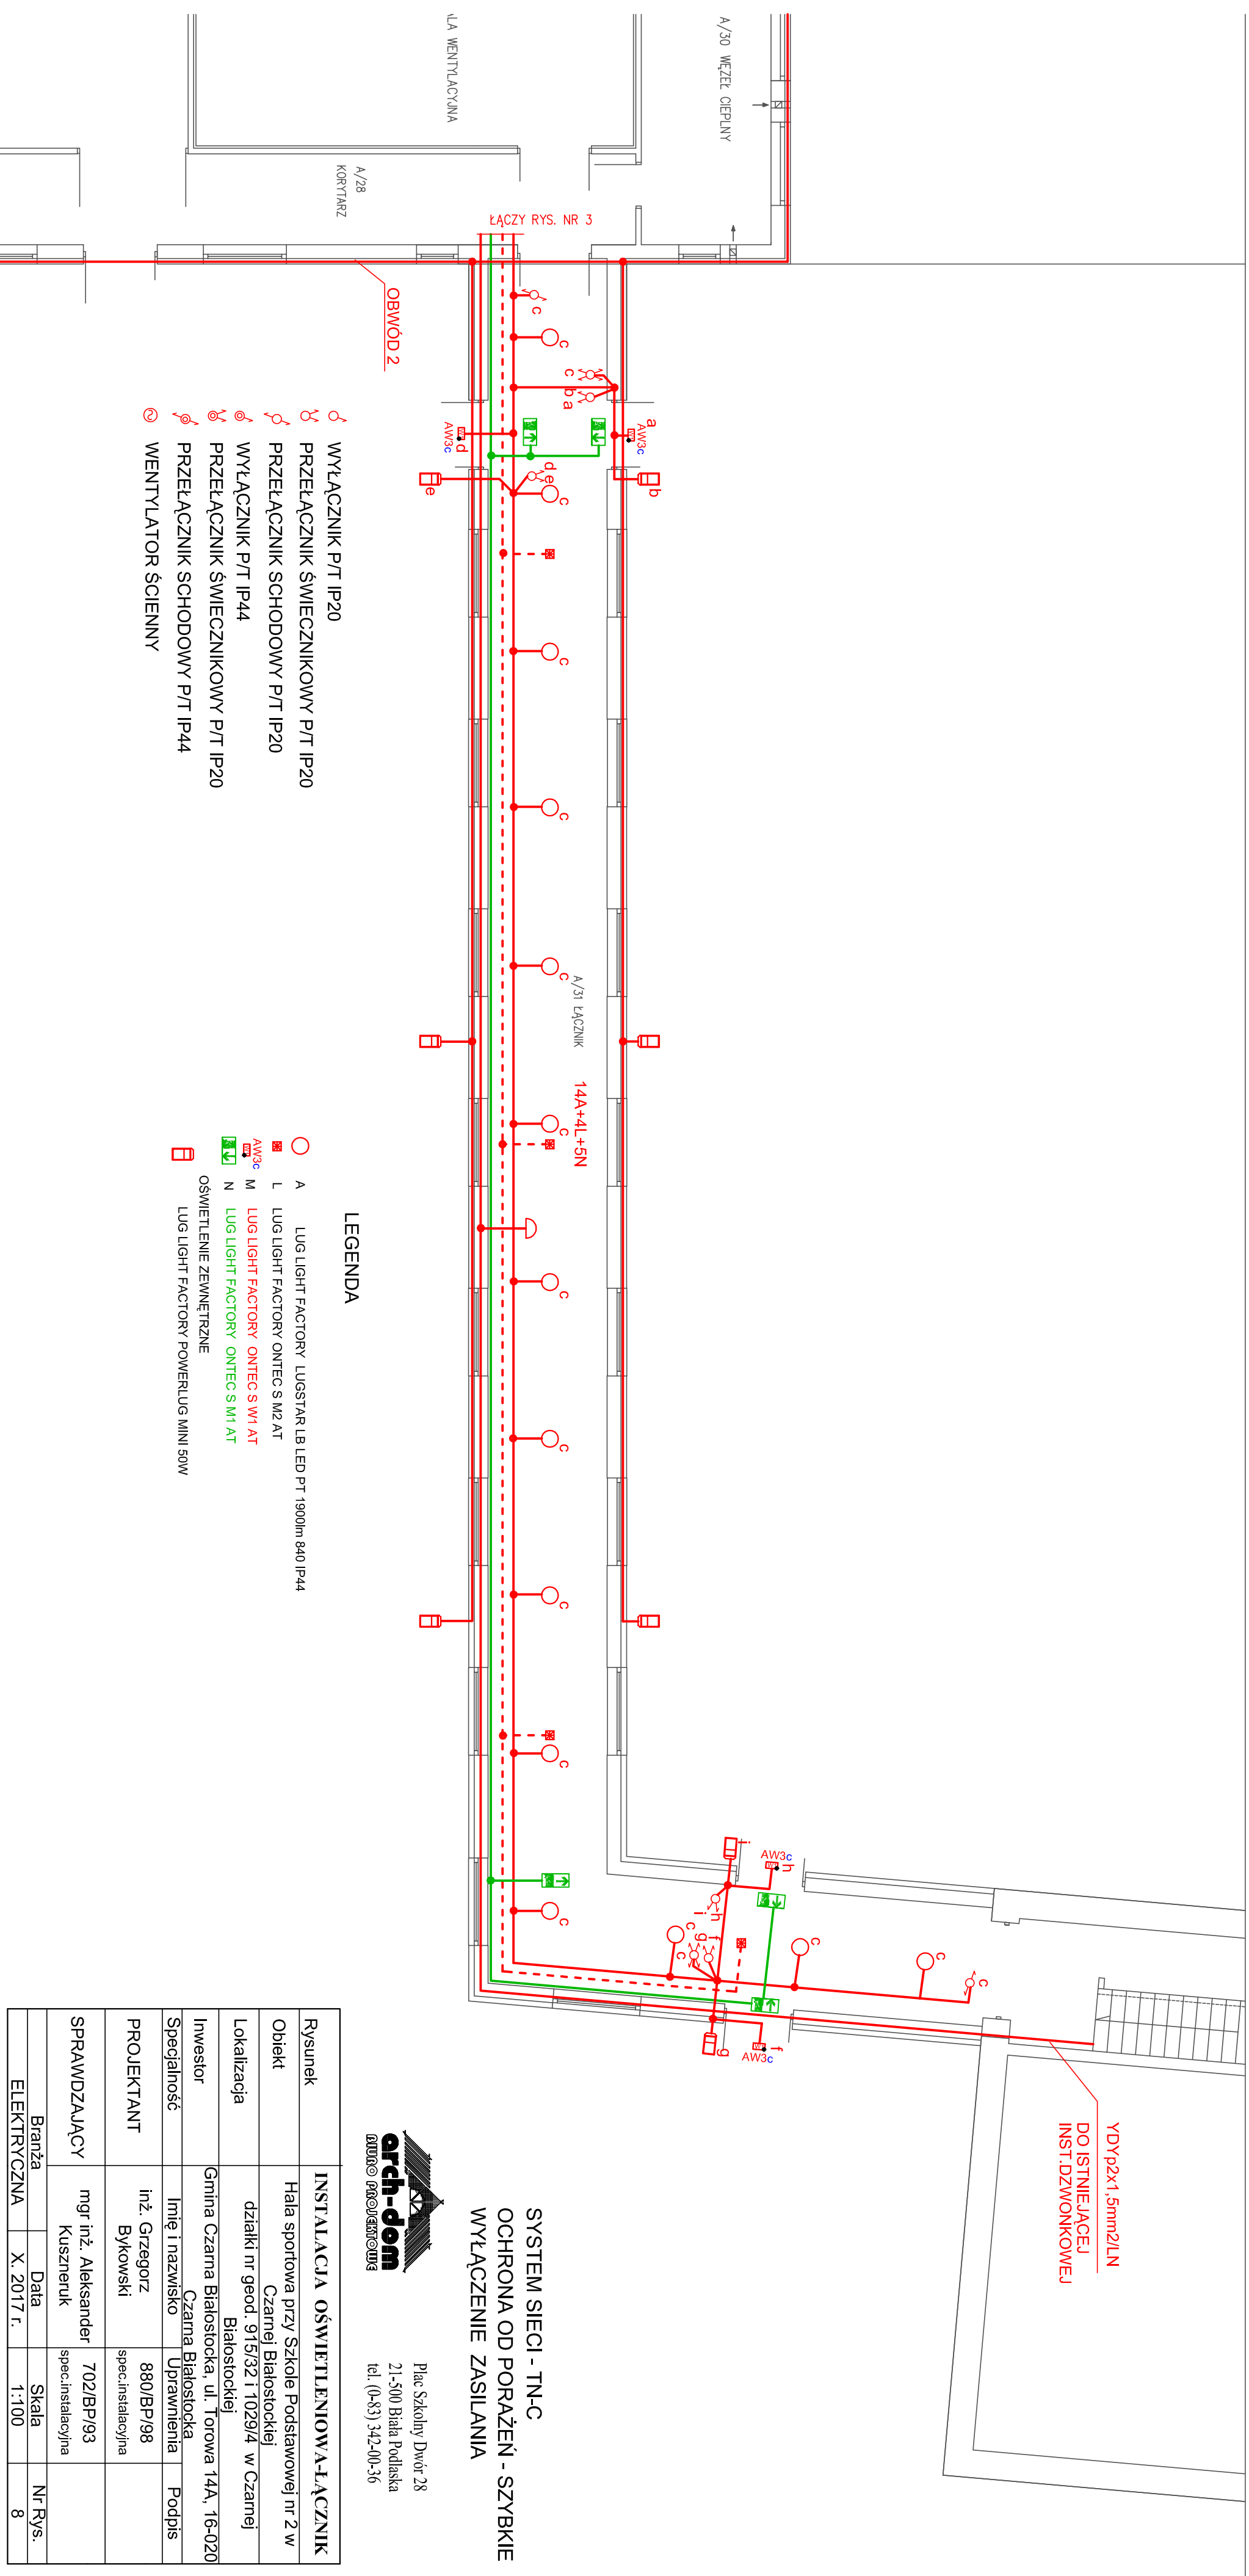 A/30 WĘZEŁ CIEPLNY
LA WENTYLACYJNA
A/28
KORYTARZ
ŁĄCZY RYS. NR 3
OBWÓD 2
c
c
c
b a
a
AW3c
b
AW3c
d
e
d e
c
c
c
c
A/31 ŁĄCZNIK
14A+4L+5N
c
c
c
c
c
c
i
AW3c
h
h
i
f
g
c
c
c
c
c
g
f
AW3c
YDYp2x1,5mm2/LN
DO ISTNIEJĄCEJ
INST.DZWONKOWEJ
WYŁĄCZNIK P/T IP20
PRZEŁĄCZNIK ŚWIECZNIKOWY P/T IP20
PRZEŁĄCZNIK SCHODOWY P/T IP20
WYŁĄCZNIK P/T IP44
PRZEŁĄCZNIK ŚWIECZNIKOWY P/T IP20
PRZEŁĄCZNIK SCHODOWY P/T IP44
WENTYLATOR ŚCIENNY
LEGENDA
A LUG LIGHT FACTORY LUGSTAR LB LED PT 1900lm 840 IP44
L LUG LIGHT FACTORY ONTEC S M2 AT
AW3c M LUG LIGHT FACTORY ONTEC S W1 AT
N LUG LIGHT FACTORY ONTEC S M1 AT
OŚWIETLENIE ZEWNĘTRZNE
LUG LIGHT FACTORY POWERLUG MINI 50W
SYSTEM SIECI - TN-C
OCHRONA OD PORAŻEŃ - SZYBKIE
WYŁĄCZENIE ZASILANIA
arch-dom
BIURO PROJEKTOWE
Plac Szkolny Dwór 28
21-500 Biała Podlaska
tel. (0-83) 342-00-36
Rysunek INSTALACJA OŚWIETLENIOWA-ŁĄCZNIK
Obiekt Hala sportowa przy Szkole Podstawowej nr 2 w
Czarnej Białostockiej
Lokalizacja działki nr geod. 915/32 i 1029/4 w Czarnej
Białostockiej
Inwestor Gmina Czarna Białostocka, ul. Torowa 14A, 16-020
Czarna Białostocka
Specjalność Imię i nazwisko Uprawnienia Podpis
PROJEKTANT inż. Grzegorz
Bykowski 880/BP/98
spec.instalacyjna
SPRAWDZAJĄCY mgr inż. Aleksander
Kuszneruk 702/BP/93
spec.instalacyjna
Branża Data Skala Nr Rys.
ELEKTRYCZNA X. 2017 r. 1:100 8